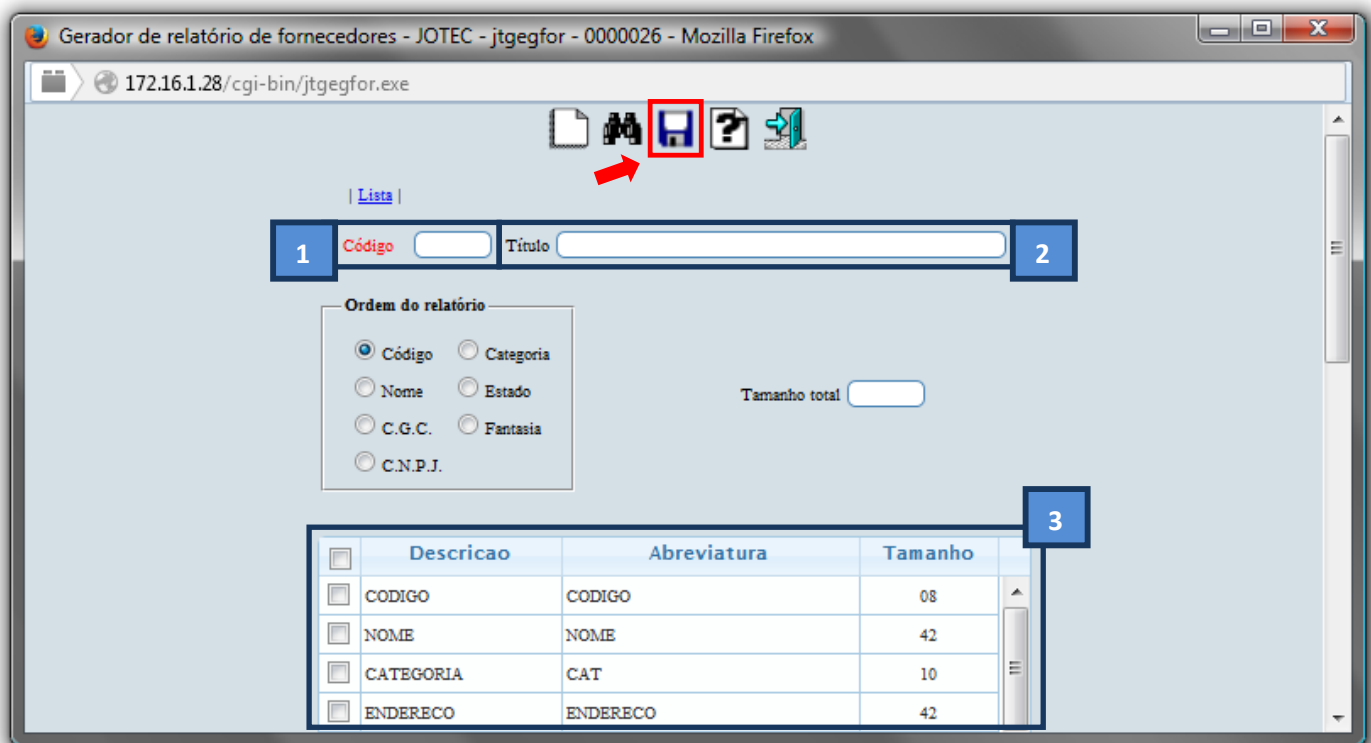 Gerador de relatório de fornecedores - JOTEC - jtgegfor - 0000026 - Mozilla Firefox
172.16.1.28/cgi-bin/jtgegfor.exe
| Lista |
1 Código Título 2
Ordem do relatório
Código Categoria
Nome Estado
Tamanho total
C.G.C. Fantasia
C.N.P.J.
3
Descricao Abreviatura Tamanho
CODIGO CODIGO 08
NOME NOME 42
CATEGORIA CAT 10
ENDERECO ENDERECO 42